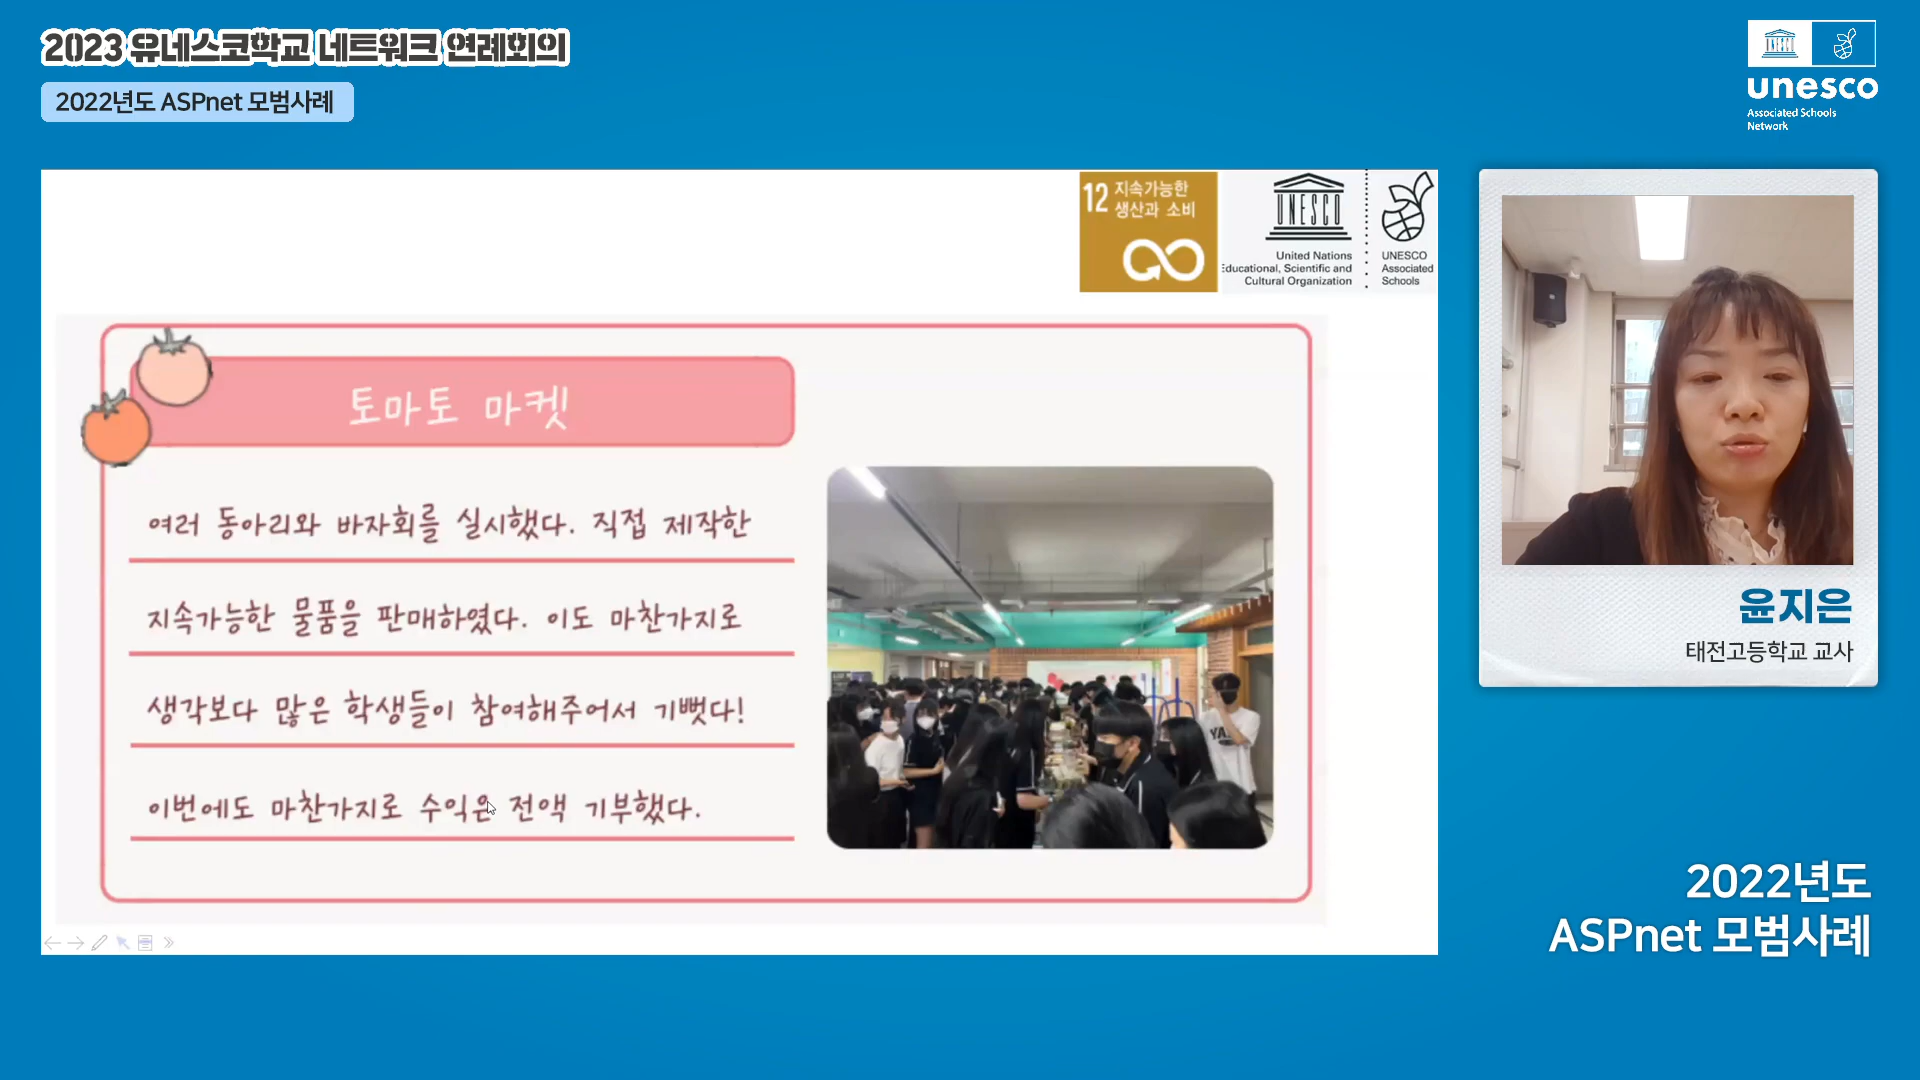 2023 유네스코학교 네트워크 연례회의
2022년도 ASPnet 모범사례
unesco
Associated Schools
Network
12 지속가능한
생산과 소비
UNESCO
United Nations
Educational, Scientific and
Cultural Organization
UNESCO
Associated
Schools
토마토 마켓
여러 동아리와 바자회를 실시했다. 직접 제작한
지속가능한 물품을 판매하였다. 이도 마찬가지로
생각보다 많은 학생들이 참여해주어서 기뻤다!
이번에도 마찬가지로 수익은 전액 기부했다.
윤지은
태전고등학교 교사
2022년도
ASPnet 모범사례